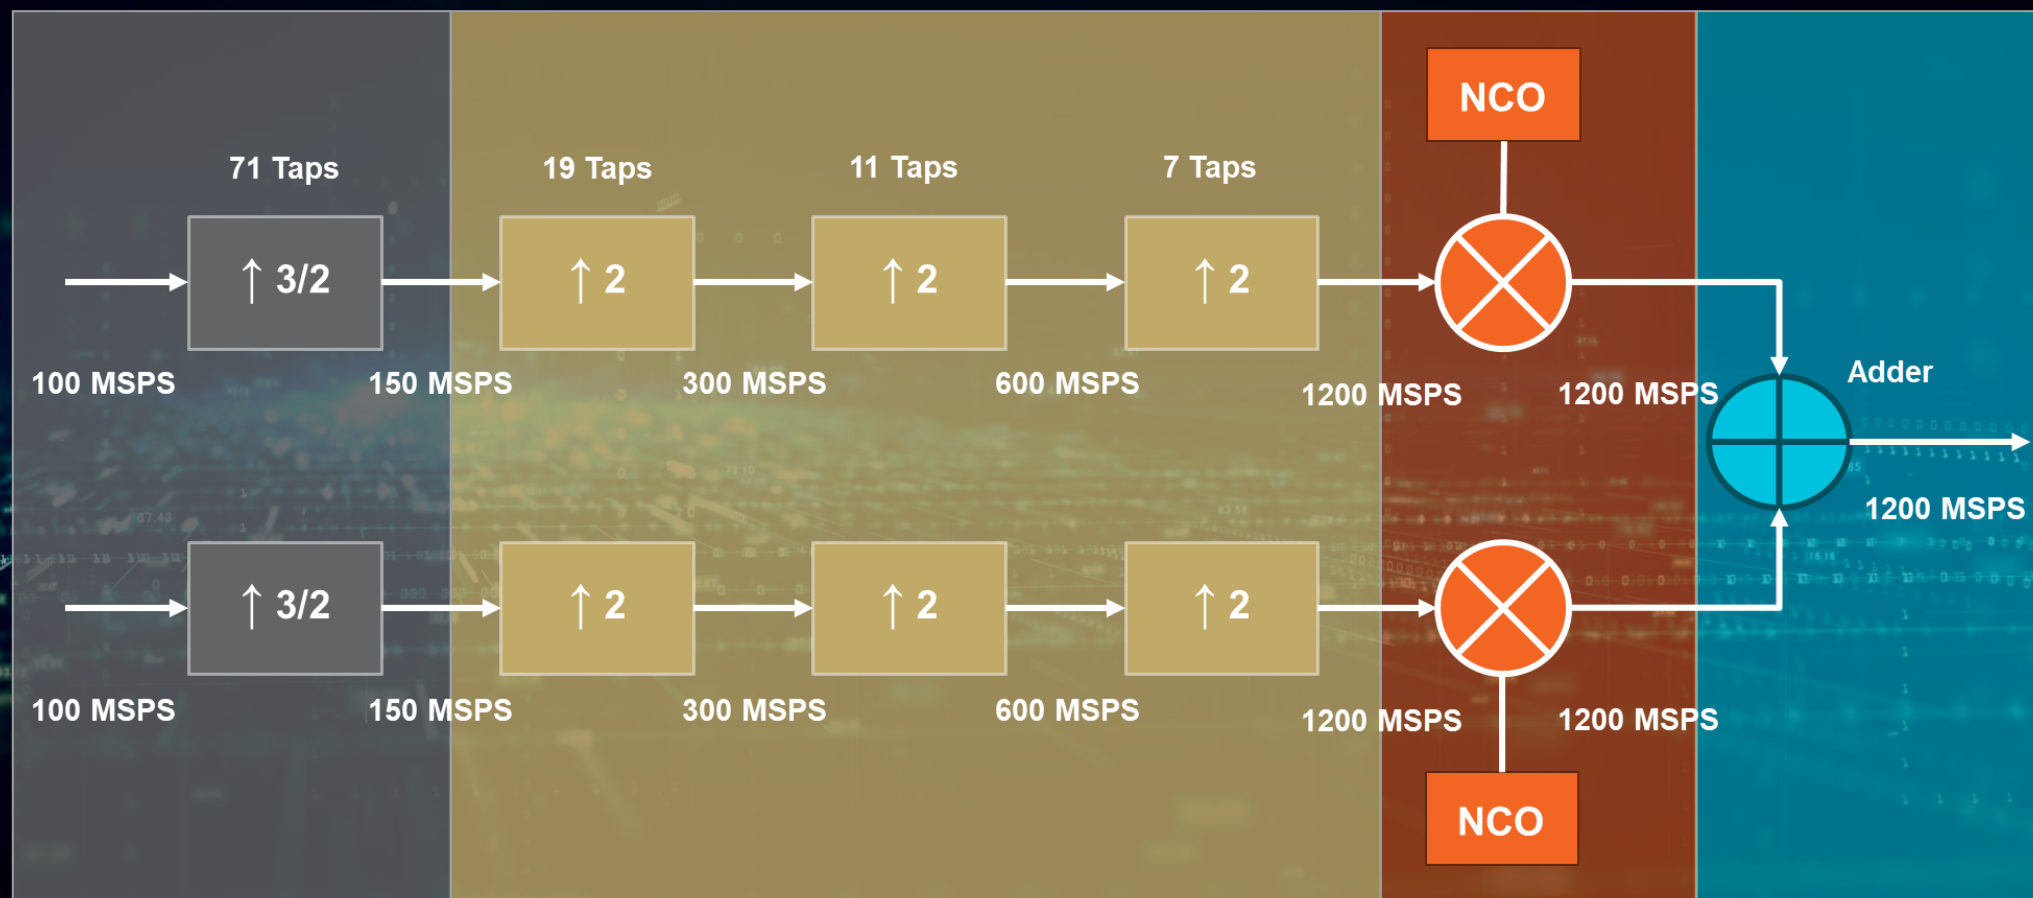 NCO
71 Taps
19 Taps
11 Taps
7 Taps
↑ 3/2
↑ 2
↑ 2
↑ 2
100 MSPS
150 MSPS
300 MSPS
600 MSPS
1200 MSPS
1200 MSPS
Adder
1200 MSPS
↑ 3/2
↑ 2
↑ 2
↑ 2
100 MSPS
150 MSPS
300 MSPS
600 MSPS
1200 MSPS
1200 MSPS
NCO